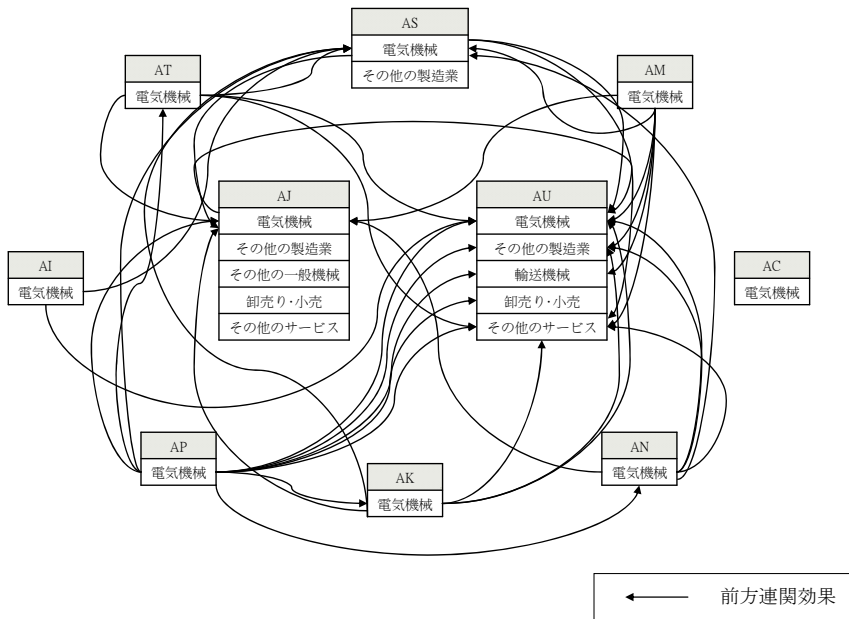 AS
電気機械
その他の製造業
AT
電気機械
AM
電気機械
AJ
電気機械
その他の製造業
その他の一般機械
卸売り・小売
その他のサービス
AU
電気機械
その他の製造業
輸送機械
卸売り・小売
その他のサービス
AI
電気機械
AC
電気機械
AP
電気機械
AK
電気機械
AN
電気機械
前方連関効果